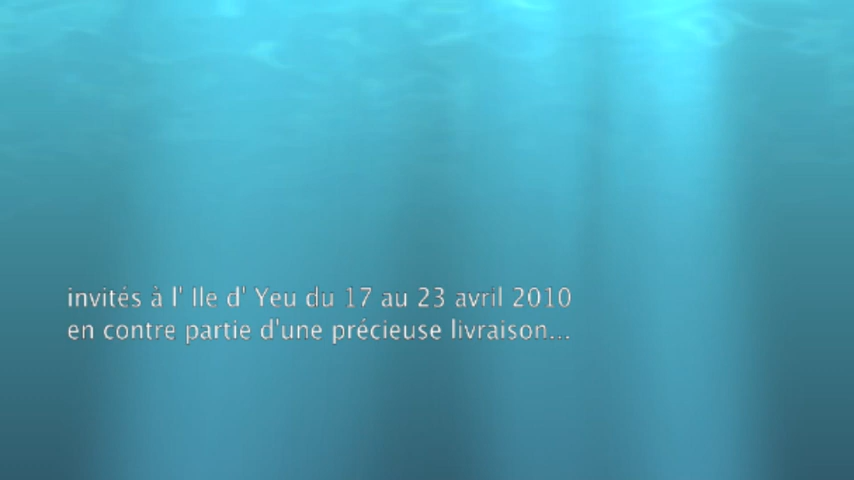 invités à l' Ile d' Yeu du 17 au 23 avril 2010
en contre partie d'une précieuse livraison...